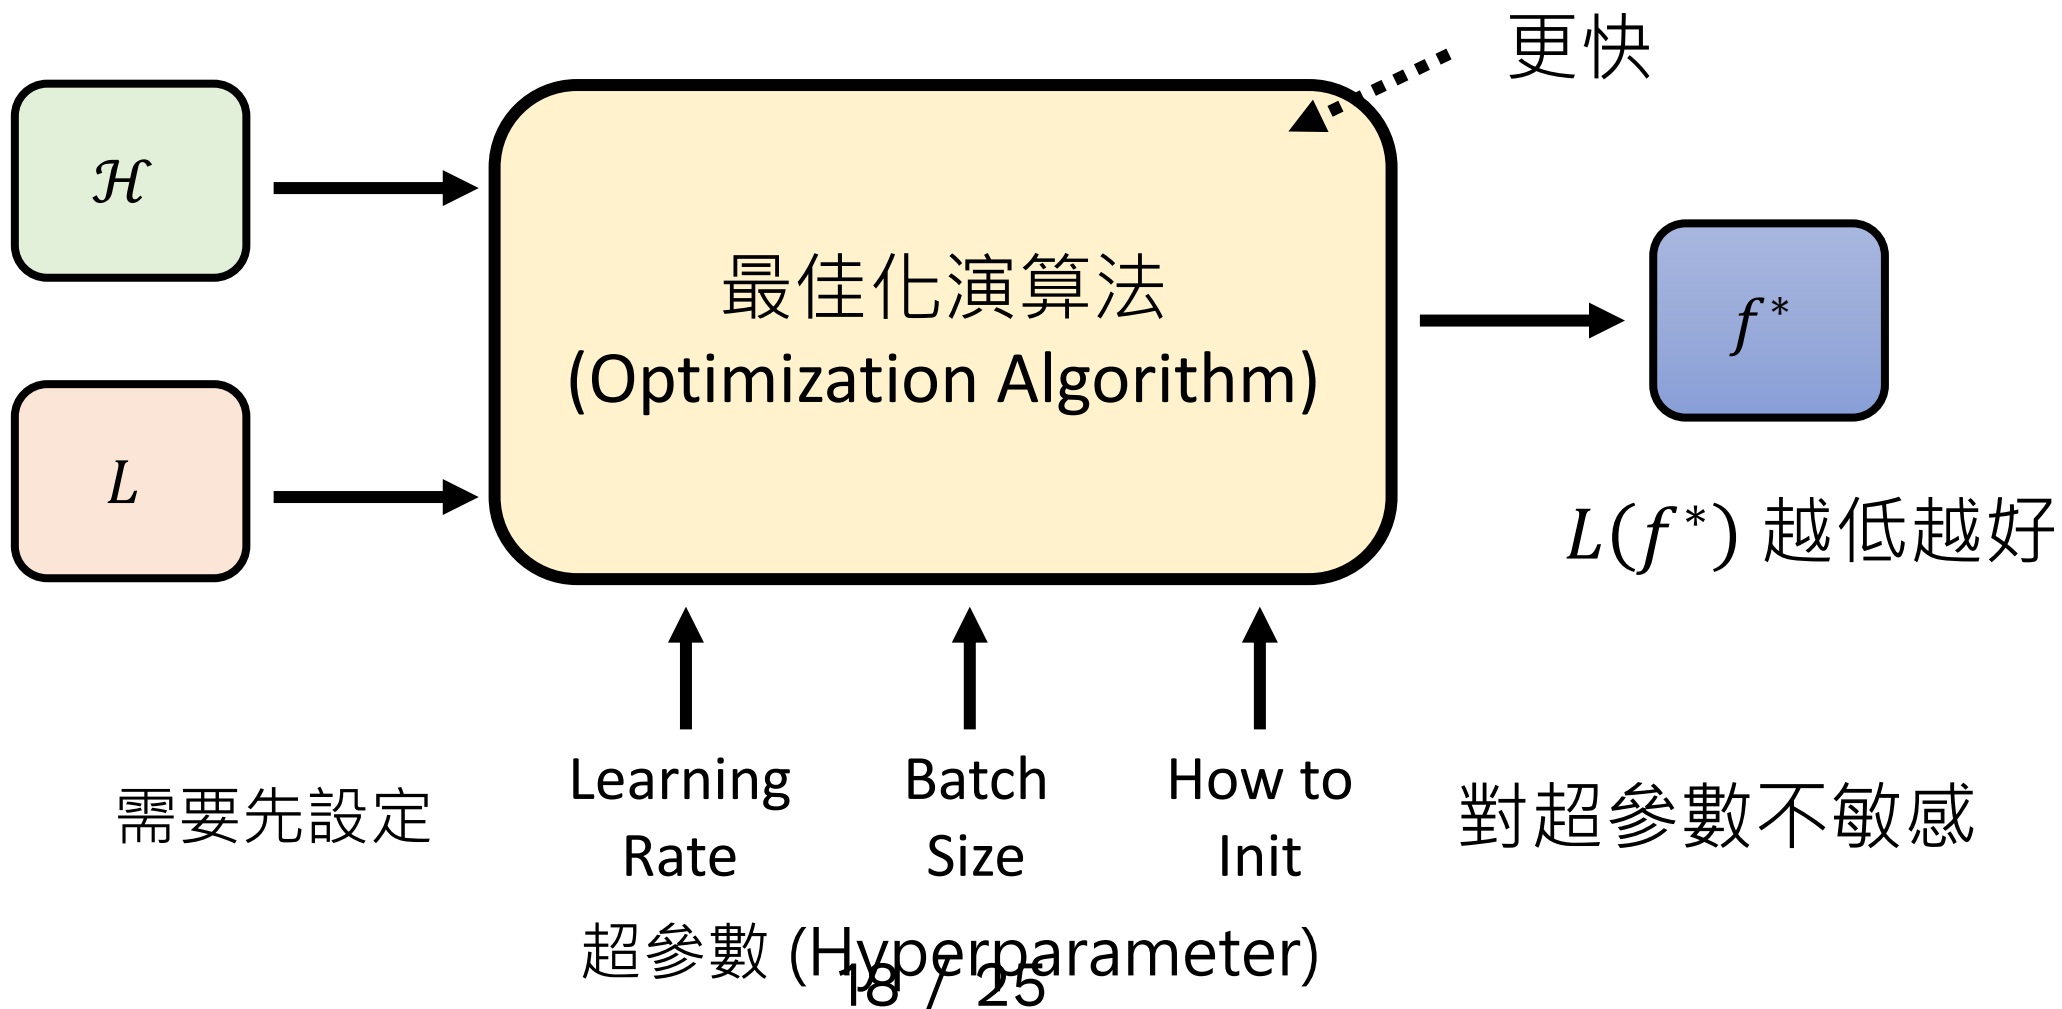 更快
ℋ
最佳化演算法
(Optimization Algorithm)
f*
L
L(f*) 越低越好
需要先設定
Learning Rate
Batch Size
How to Init
對超參數不敏感
超參數 (Hyperparameter)
18 / 25